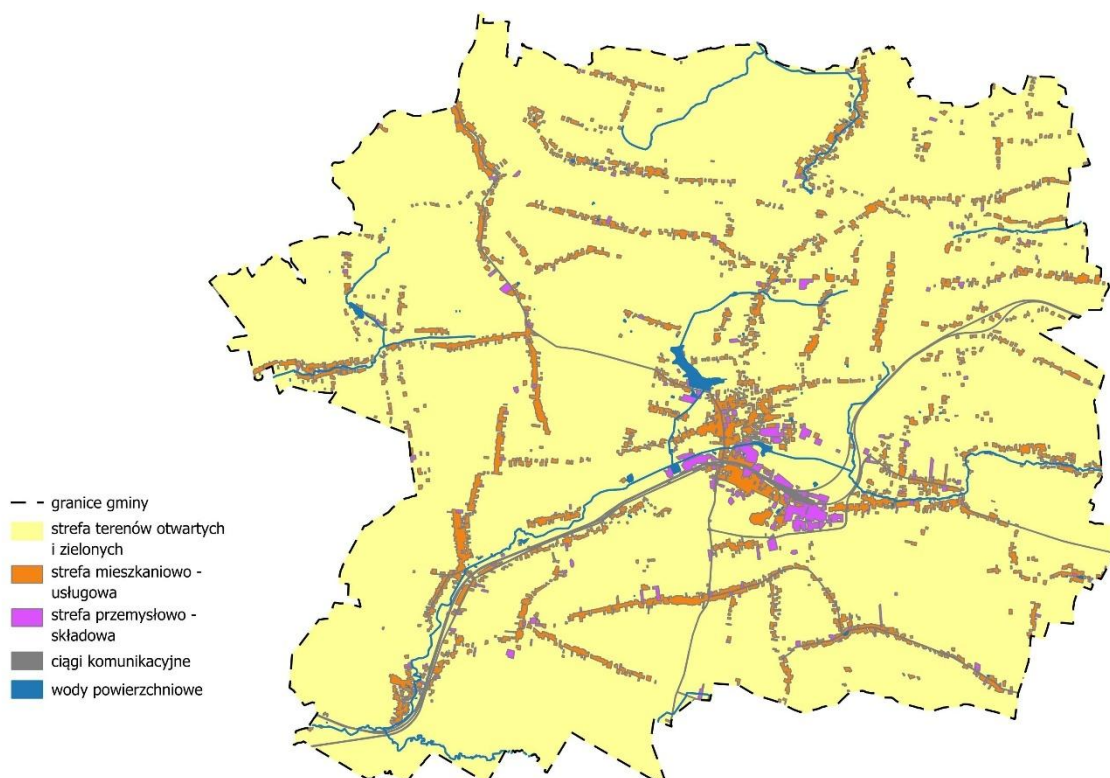 granice gminy
strefa terenów otwartych
i zielonych
strefa mieszkaniowo -
usługowa
strefa przemysłowo -
składowa
ciągi komunikacyjne
wody powierzchniowe